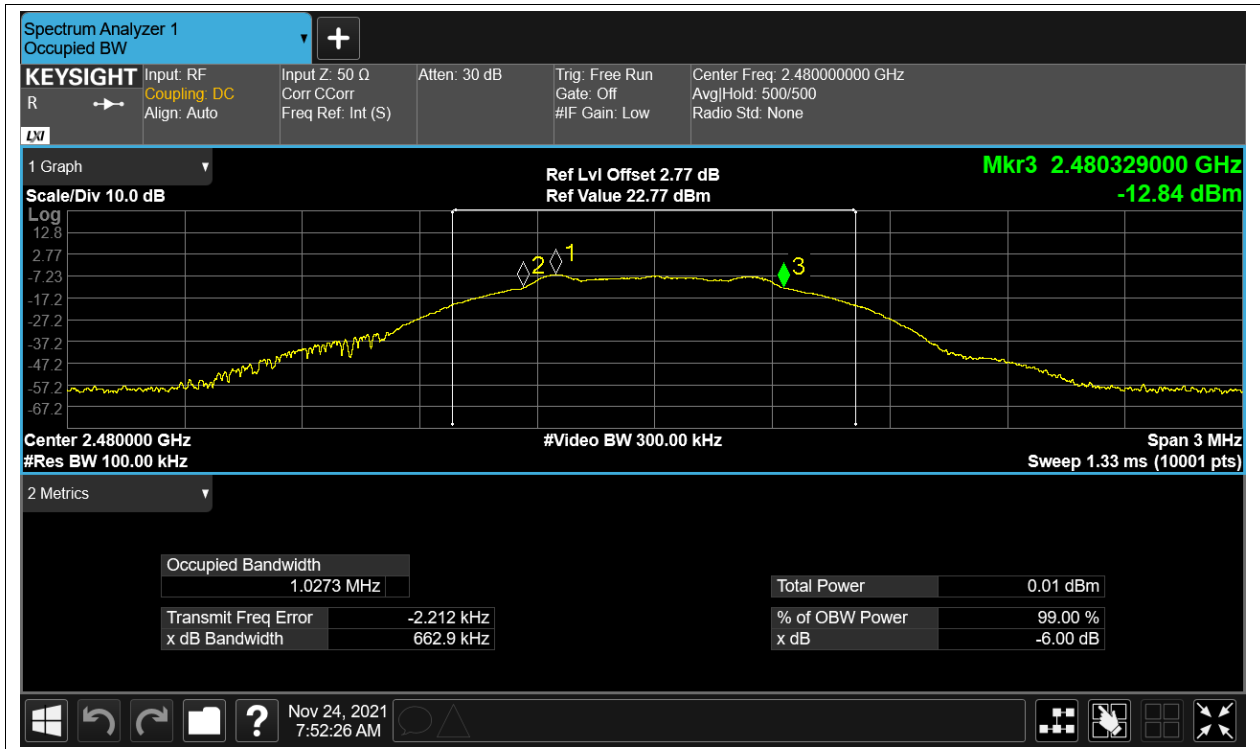 Spectrum Analyzer 1
Occupied BW
KEYSIGHT
R
LXI
Input: RF
Coupling: DC
Align: Auto
Input Z: 50 Ω
Corr CCorr
Freq Ref: Int (S)
Atten: 30 dB
Trig: Free Run
Gate: Off
#IF Gain: Low
Center Freq: 2.480000000 GHz
Avg|Hold: 500/500
Radio Std: None
1 Graph
Scale/Div 10.0 dB
Ref Lvl Offset 2.77 dB
Ref Value 22.77 dBm
Mkr3 2.480329000 GHz
-12.84 dBm
Log
12.8
2.77
-7.23
-17.2
-27.2
-37.2
-47.2
-57.2
-67.2
2
1
3
Center 2.480000 GHz
#Res BW 100.00 kHz
#Video BW 300.00 kHz
Span 3 MHz
Sweep 1.33 ms (10001 pts)
2 Metrics
Occupied Bandwidth
1.0273 MHz
Transmit Freq Error -2.212 kHz
x dB Bandwidth 662.9 kHz
Total Power 0.01 dBm
% of OBW Power 99.00 %
x dB -6.00 dB
?
Nov 24, 2021
7:52:26 AM